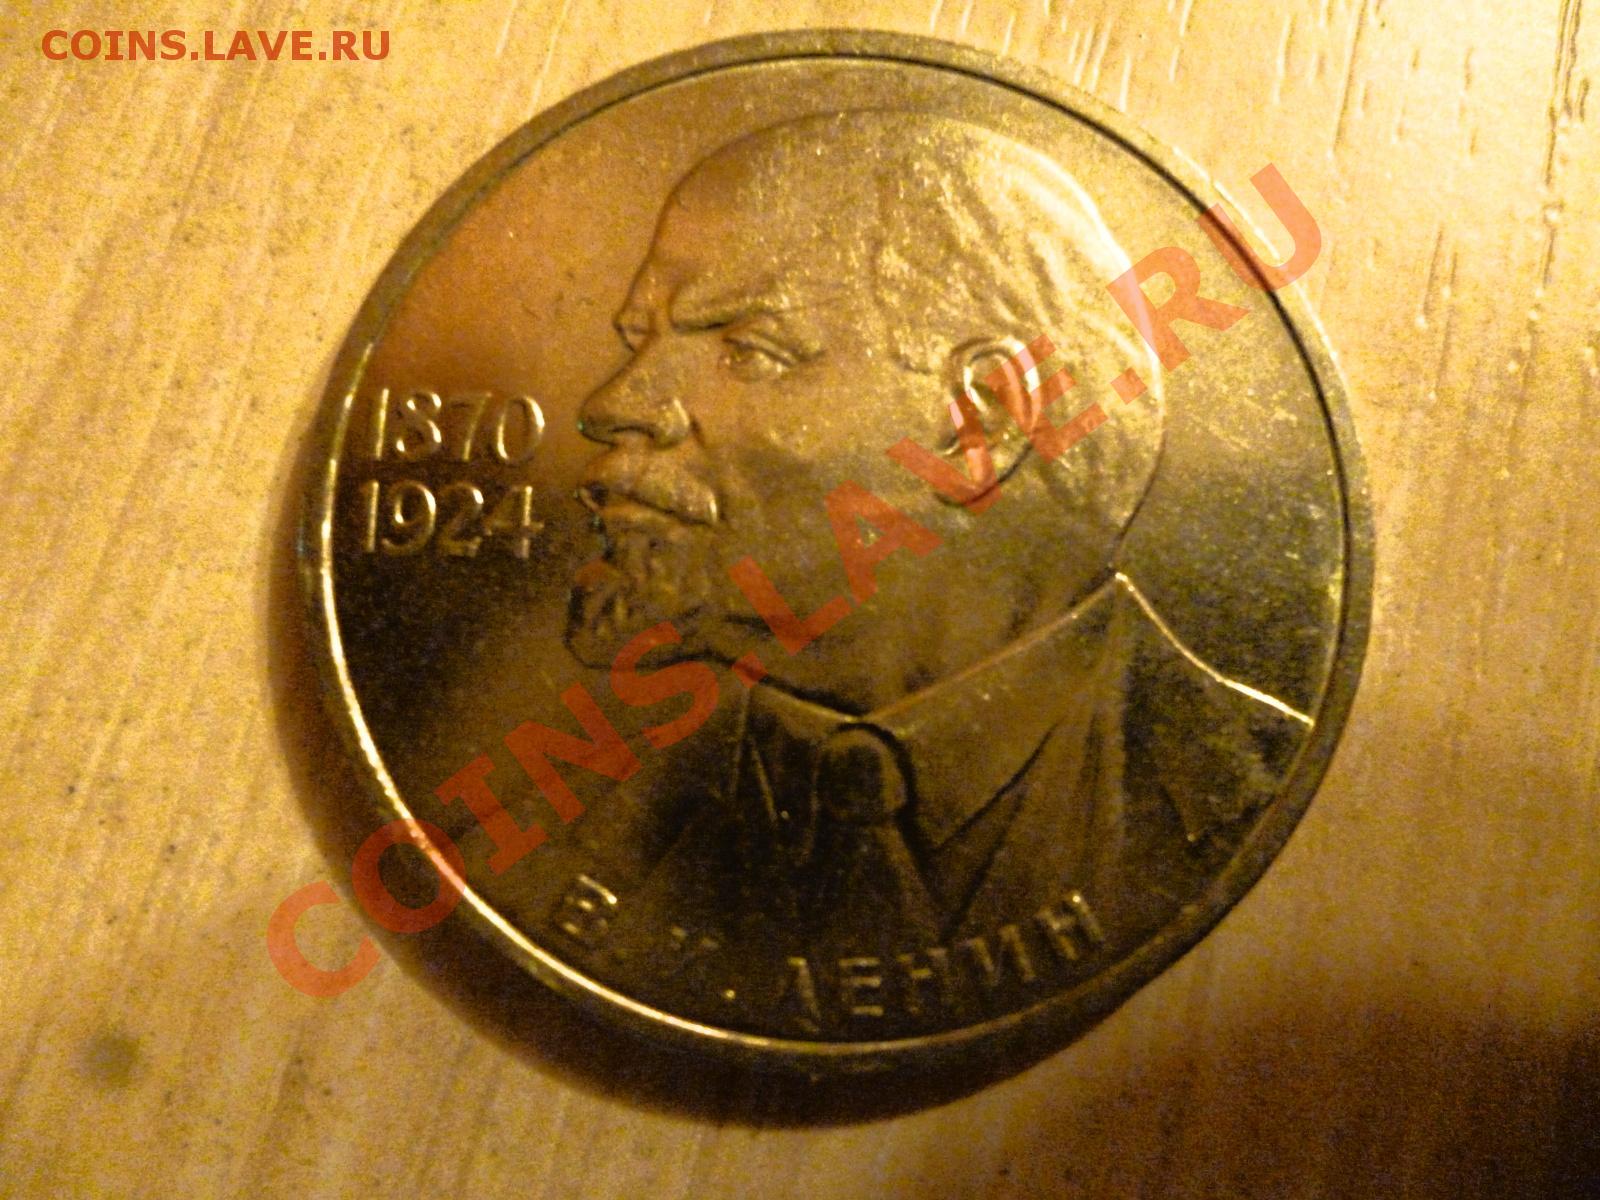 COINS.LAVE.RU
1870
1924
В. И. ЛЕНИН
COINS.LAVE.RU